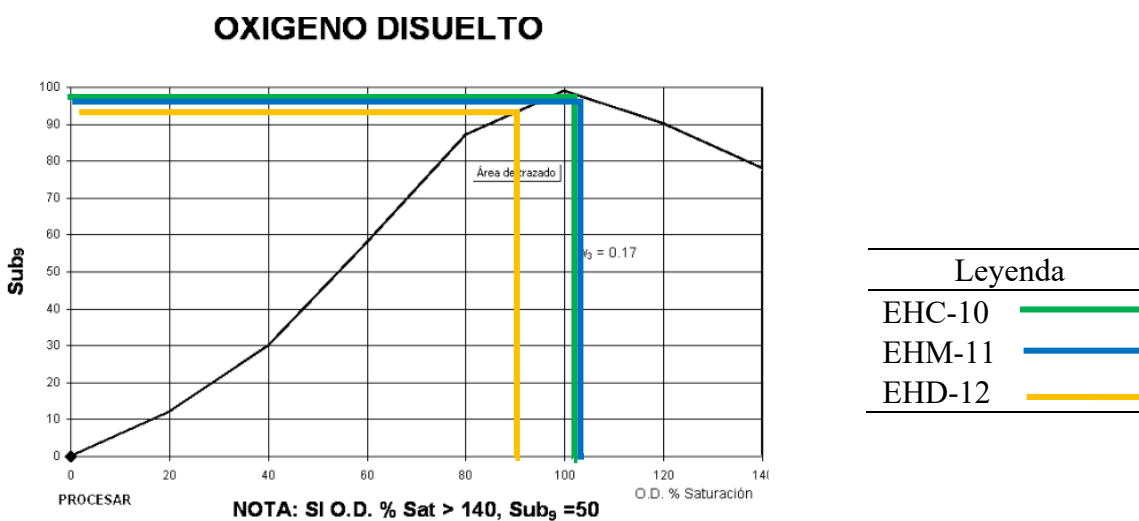 OXIGENO DISUELTO
100
90
80
70
60
50
40
30
20
10
0
Sub₉
Área de trazado
= 0.17
0 20 40 60 80 100 120
PROCESAR
O.D. % Saturación
NOTA: SI O.D. % Sat > 140, Sub₉ =50
Leyenda
EHC-10
EHM-11
EHD-12